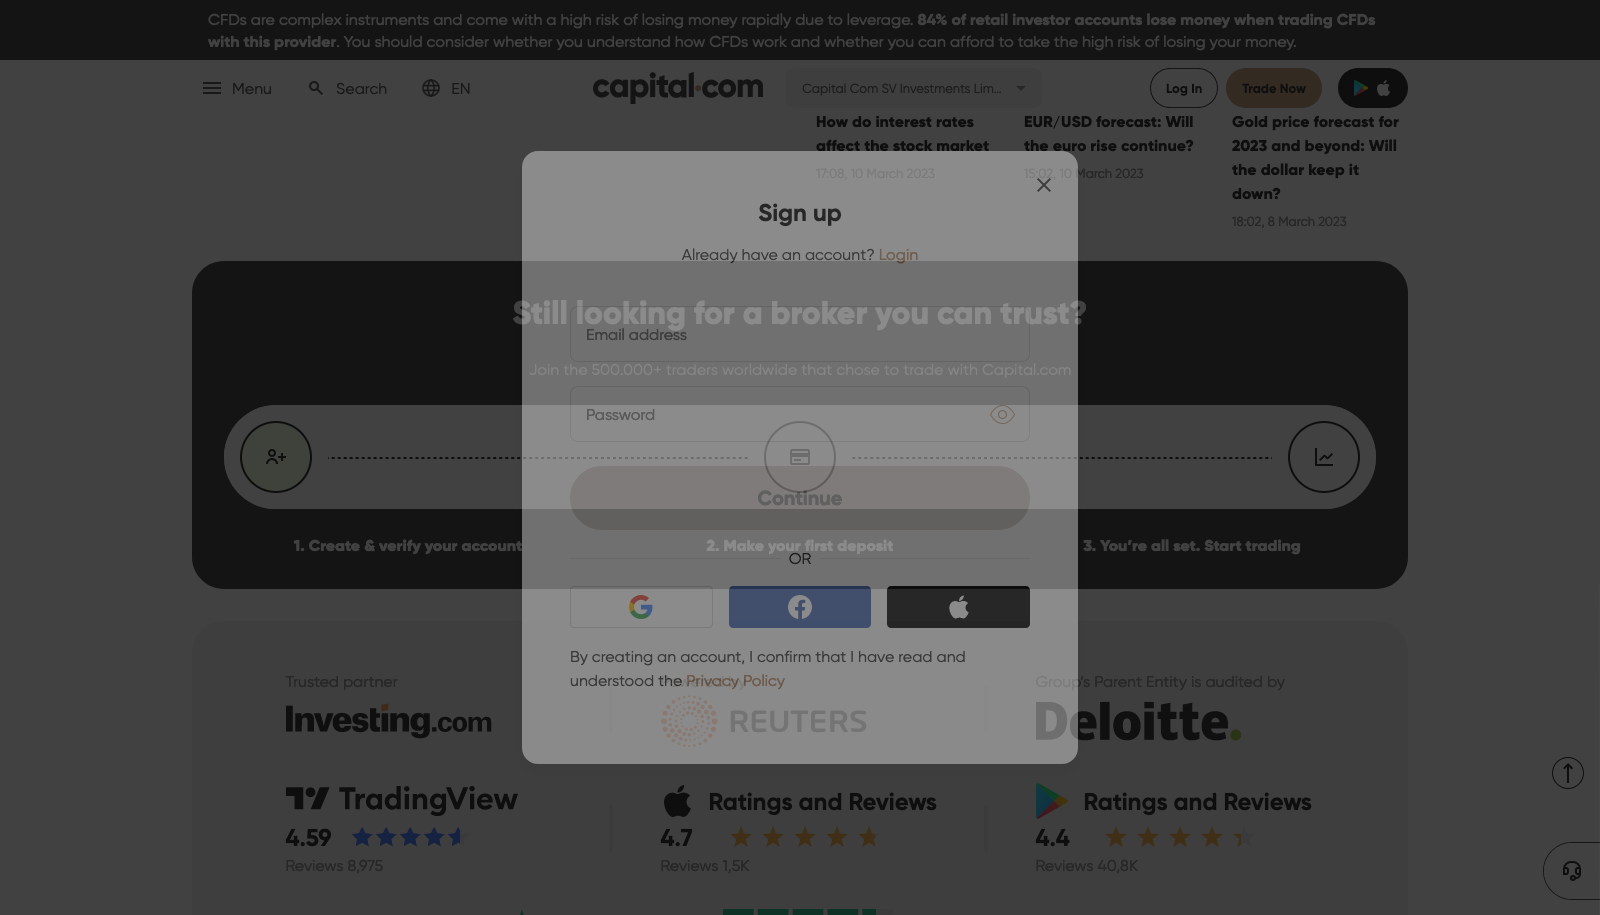 CFDs are complex instruments and come with a high risk of losing money rapidly due to leverage. 84% of retail investor accounts lose money when trading CFDs
with this provider. You should consider whether you understand how CFDs work and whether you can afford to take the high risk of losing your money.
Menu
Search
EN
capital.com
Capital Com SV Investments Lim...
Log In
Trade Now
How do interest rates
affect the stock market
17:08, 10 March 2023
EUR/USD forecast: Will
the euro rise continue?
15:02, 10 March 2023
Gold price forecast for
2023 and beyond: Will
the dollar keep it
down?
18:02, 8 March 2023
Sign up
Already have an account? Login
Still looking for a broker you can trust?
Email address
Join the 500.000+ traders worldwide that chose to trade with Capital.com
Password
Continue
1. Create & verify your account
2. Make your first deposit
3. You're all set. Start trading
OR
By creating an account, I confirm that I have read and
understood the Privacy Policy
Trusted partner
Investing.com
REUTERS
Group's Parent Entity is audited by
Deloitte.
TradingView
4.59
Reviews 8,975
Ratings and Reviews
4.7
Reviews 1,5K
Ratings and Reviews
4.4
Reviews 40,8K